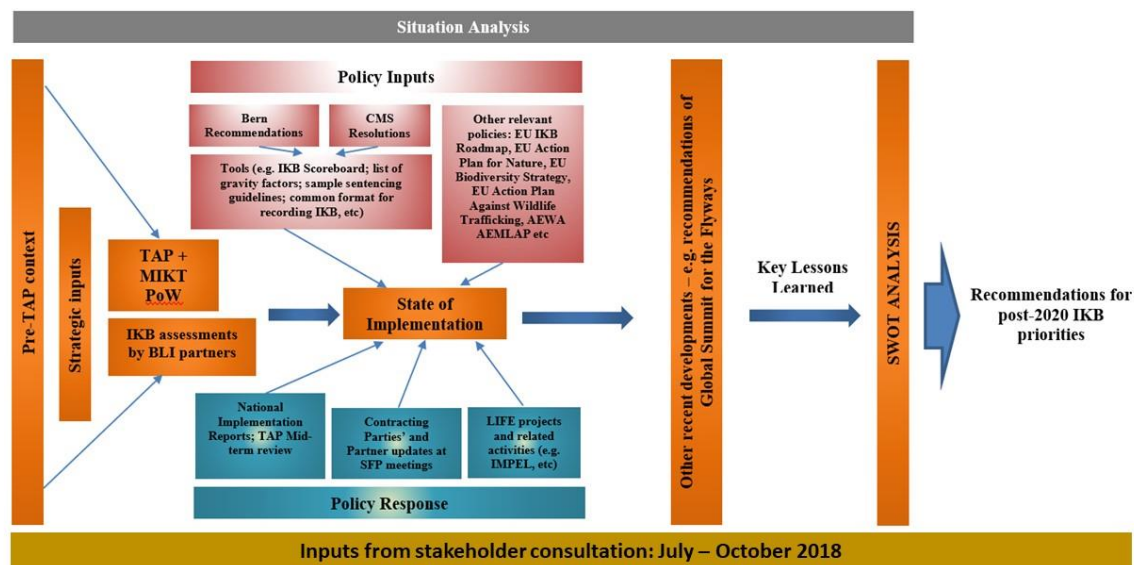 Situation Analysis
Pre-TAP context
Strategic inputs
Policy Inputs
Bern
Recommendations
CMS
Resolutions
Tools (e.g. IKB Scoreboard; list of
gravity factors; sample sentencing
guidelines; common format for
recording IKB, etc)
Other relevant
policies: EU IKB
Roadmap, EU Action
Plan for Nature, EU
Biodiversity Strategy,
EU Action Plan
Against Wildlife
Trafficking, AEWA
AEMLAP etc
TAP +
MIKT
PoW
IKB assessments
by BLI partners
State of
Implementation
National
Implementation
Reports; TAP Mid-
term review
Contracting
Parties' and
Partner updates at
SFP meetings
LIFE projects
and related
activities (e.g.
IMPEL, etc)
Policy Response
Other recent developments – e.g. recommendations of
Global Summit for the Flyways
Key Lessons
Learned
SWOT ANALYSIS
Recommendations for
post-2020 IKB
priorities
Inputs from stakeholder consultation: July – October 2018